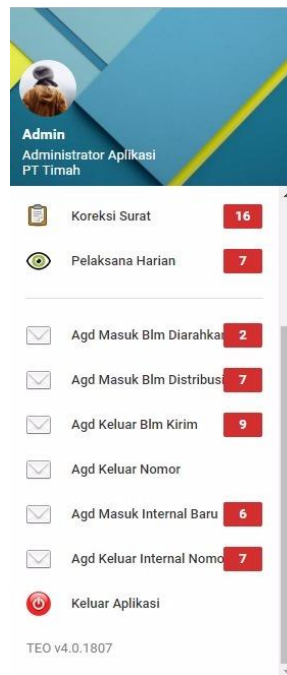 Admin
Administrator Aplikasi
PT Timah
Koreksi Surat 16
Pelaksana Harian 7
Agd Masuk Blm Diarahka 2
Agd Masuk Blm Distribusi 7
Agd Keluar Blm Kirim 9
Agd Keluar Nomor
Agd Masuk Internal Baru 6
Agd Keluar Internal Nomo 7
Keluar Aplikasi
TEO v4.0.1807